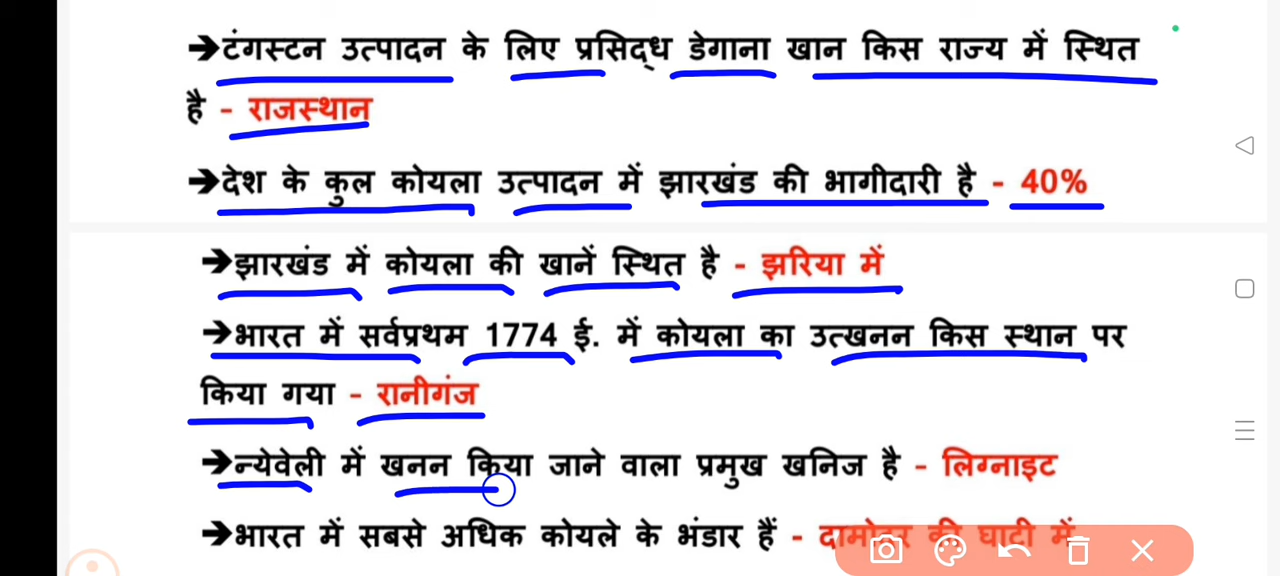 ➔टंगस्टन उत्पादन के लिए प्रसिद्ध डेगाना खान किस राज्य में स्थित
है - राजस्थान
➔देश के कुल कोयला उत्पादन में झारखंड की भागीदारी है - 40%
➔झारखंड में कोयला की खानें स्थित है - झरिया में
➔भारत में सर्वप्रथम 1774 ई. में कोयला का उत्खनन किस स्थान पर
किया गया - रानीगंज
➔न्येवेली में खनन किया जाने वाला प्रमुख खनिज है - लिग्नाइट
➔भारत में सबसे अधिक कोयले के भंडार हैं - दामोदर की घाटी में